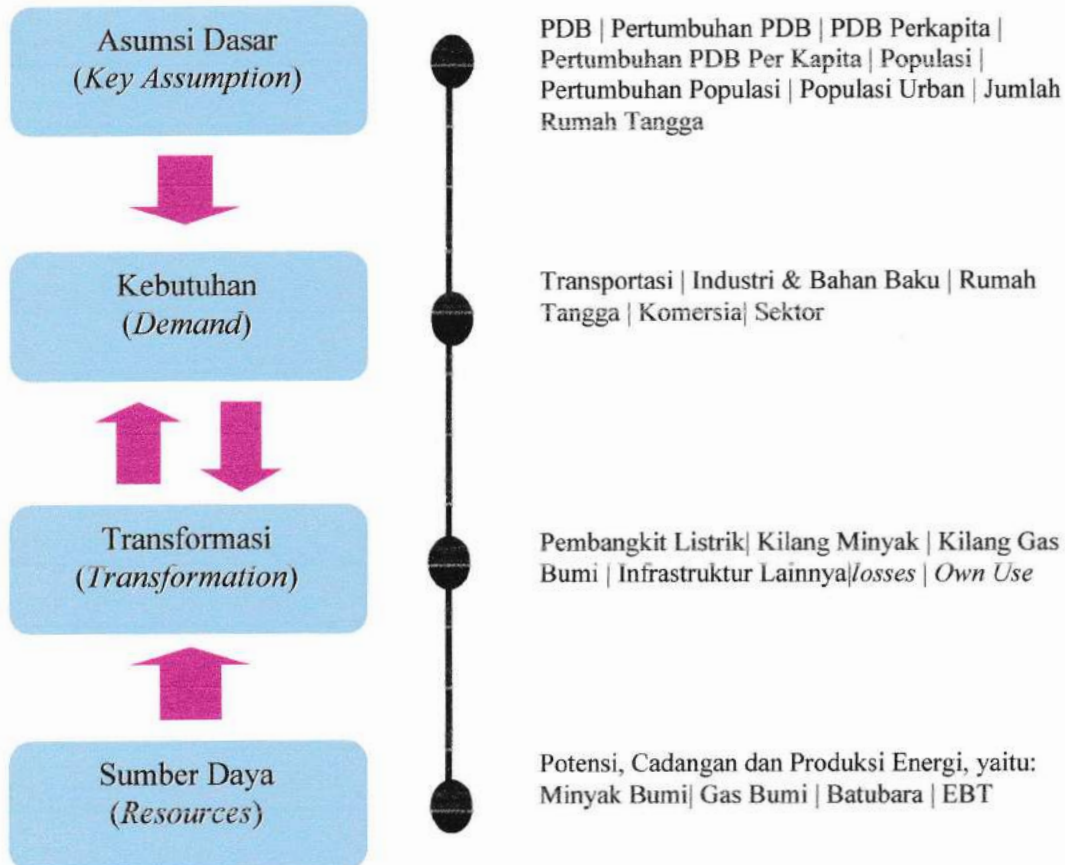 Asumsi Dasar
(Key Assumption)
PDB | Pertumbuhan PDB | PDB Perkapita |
Pertumbuhan PDB Per Kapita | Populasi |
Pertumbuhan Populasi | Populasi Urban | Jumlah
Rumah Tangga
Kebutuhan
(Demand)
Transportasi | Industri & Bahan Baku | Rumah
Tangga | Komersia| Sektor
Transformasi
(Transformation)
Pembangkit Listrik| Kilang Minyak | Kilang Gas
Bumi | Infrastruktur Lainnya|losses | Own Use
Sumber Daya
(Resources)
Potensi, Cadangan dan Produksi Energi, yaitu:
Minyak Bumi| Gas Bumi | Batubara | EBT